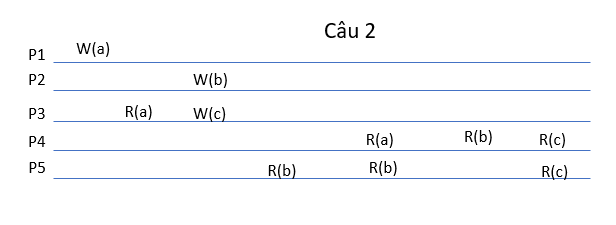 Câu 2
P1 W(a)
P2 W(b)
P3 R(a) W(c)
P4 R(a) R(b) R(c)
P5 R(b) R(b) R(c)